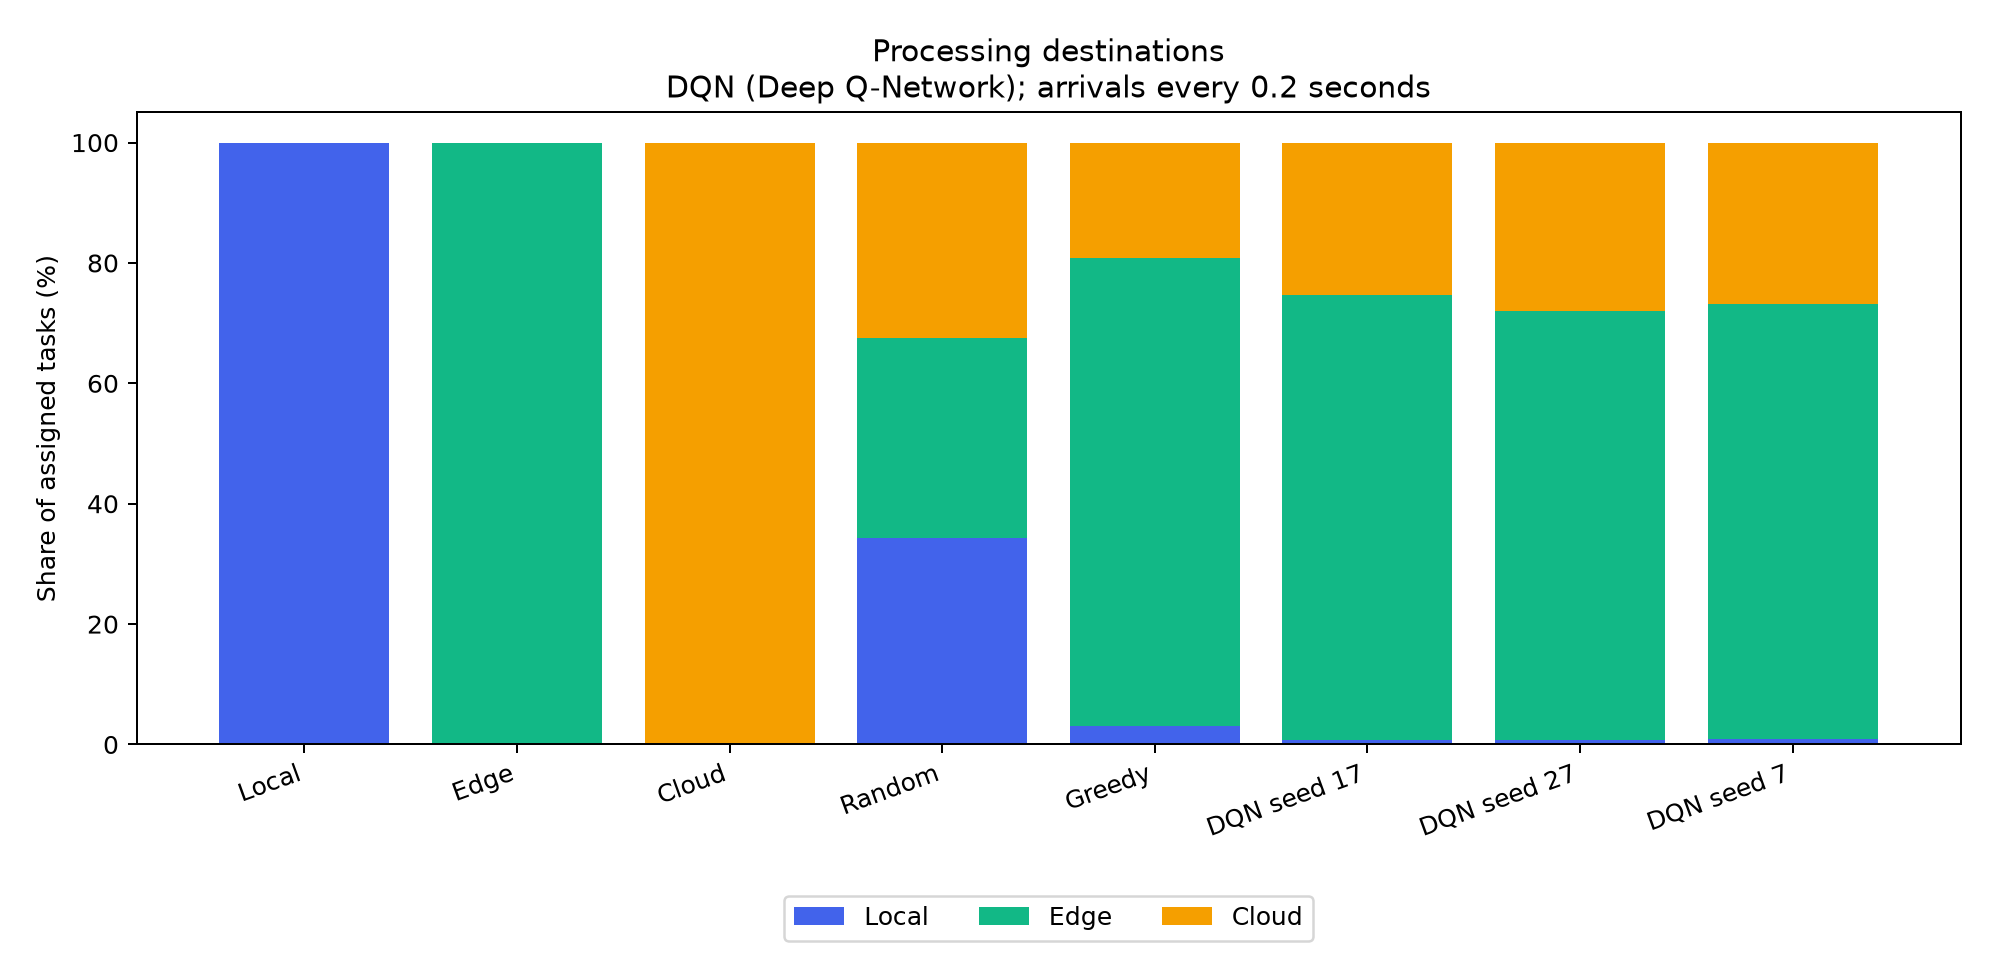 Processing destinations
DQN (Deep Q-Network); arrivals every 0.2 seconds
Share of assigned tasks (%)
100
80
60
40
20
0
Local
Edge
Cloud
Random
Greedy
DQN seed 17
DQN seed 27
DQN seed 7
Local Edge Cloud